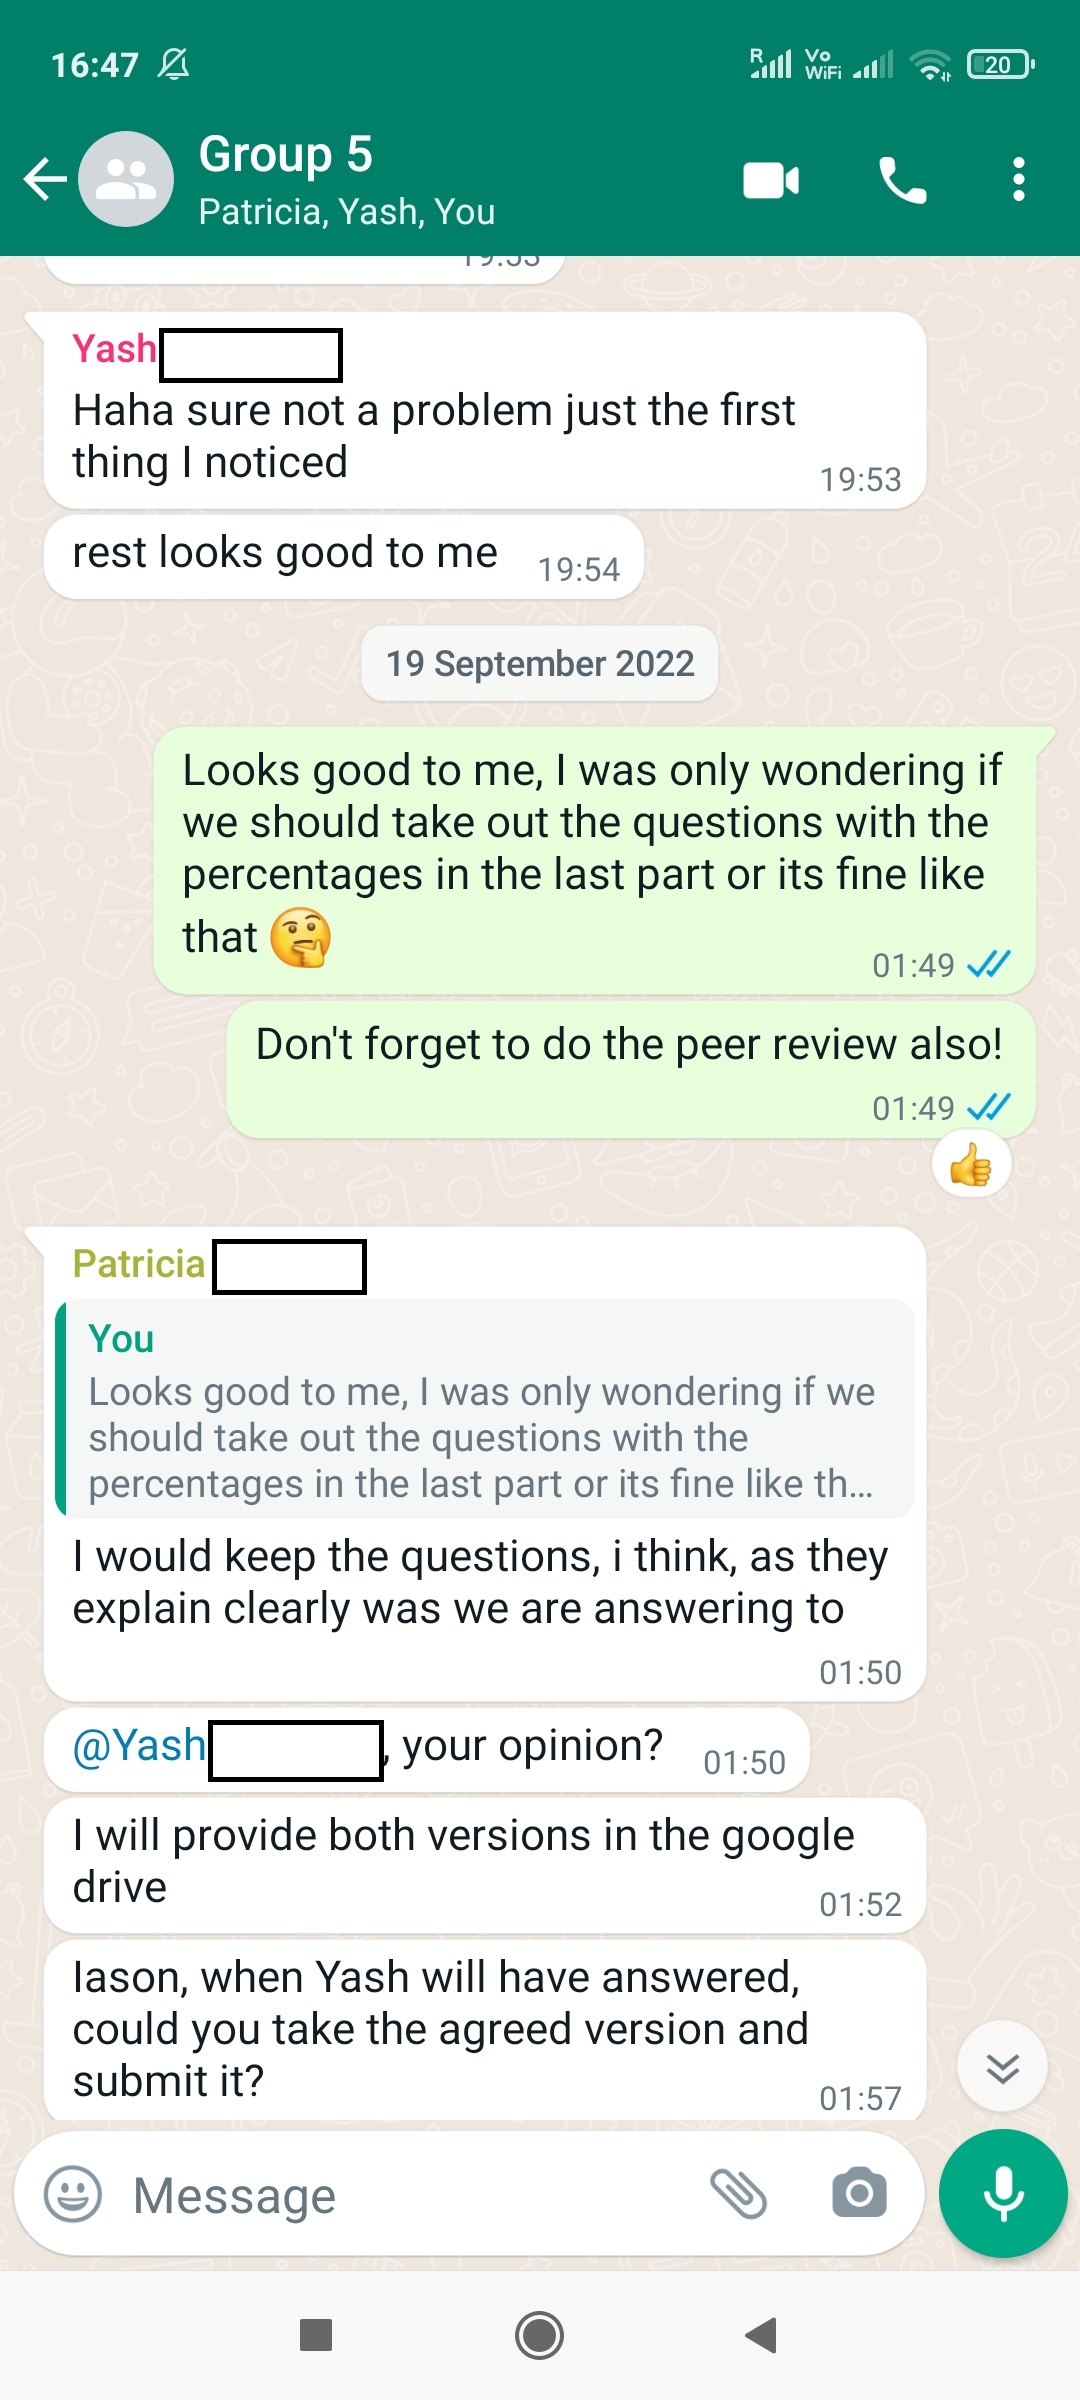 16:47
R
Vo
WiFi
20
Group 5
Patricia, Yash, You
19:53
Yash
Haha sure not a problem just the first
thing I noticed
19:53
rest looks good to me
19:54
19 September 2022
Looks good to me, I was only wondering if
we should take out the questions with the
percentages in the last part or its fine like
that 🤔
01:49
Don't forget to do the peer review also!
01:49
👍
Patricia
You
Looks good to me, I was only wondering if we
should take out the questions with the
percentages in the last part or its fine like th...
I would keep the questions, i think, as they
explain clearly was we are answering to
01:50
@Yash , your opinion?
01:50
I will provide both versions in the google
drive
01:52
Iason, when Yash will have answered,
could you take the agreed version and
submit it?
01:57
Message